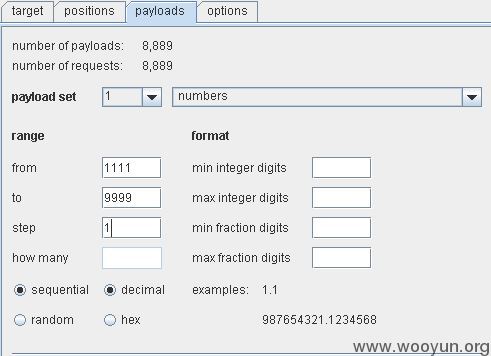 target positions payloads options
number of payloads: 8,889
number of requests: 8,889
payload set 1 numbers
range format
from 1111 min integer digits
to 9999 max integer digits
step 1 min fraction digits
how many max fraction digits
sequential decimal examples: 1.1
random hex 987654321.1234568
www.wooyun.org